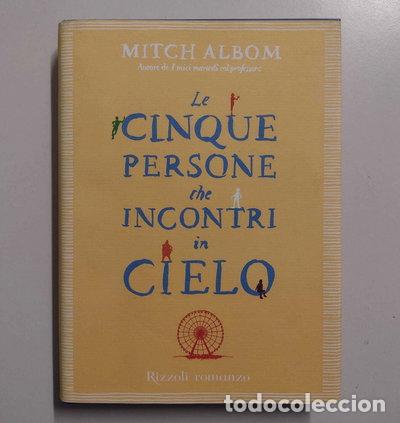 MITCH ALBOM
Autore de I miei martedì col professore
Le
CINQUE
PERSONE
che
INCONTRI
in
CIELO
Rizzoli romanzo
todocoleccion